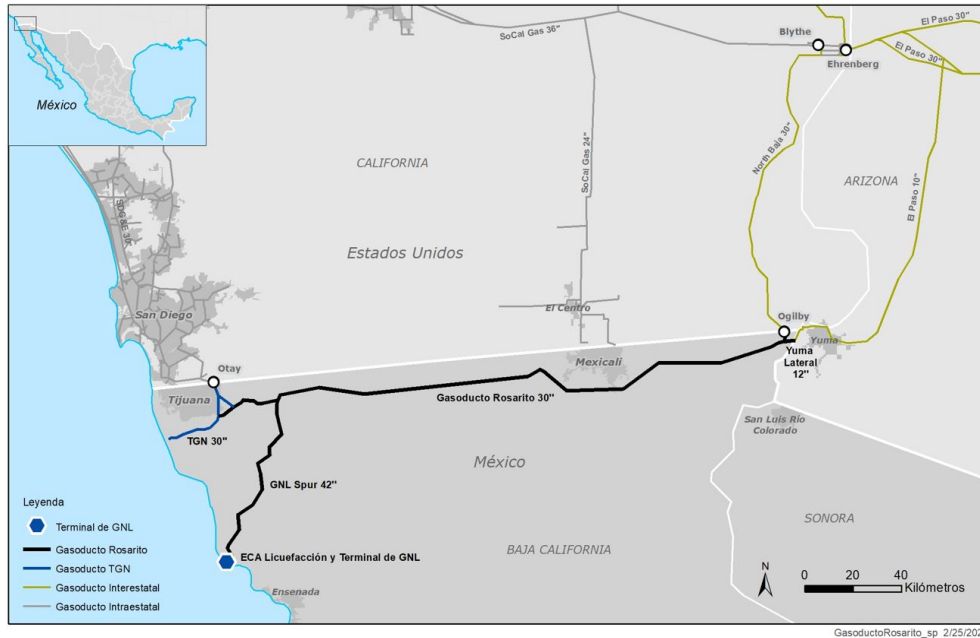 México
SoCal Gas 36"
El Paso 30"
Blythe
El Paso 30"
Ehrenberg
CALIFORNIA
SoCal Gas 24"
North Baja 30"
ARIZONA
El Paso 10"
SDG&E 30"
Estados Unidos
San Diego
El Centro
Ogilby
Yuma
Yuma
Lateral
12"
Otay
Mexicali
Tijuana
Gasoducto Rosarito 30"
San Luis Río
Colorado
TGN 30"
México
GNL Spur 42"
Leyenda
Terminal de GNL
Gasoducto Rosarito
Gasoducto TGN
Gasoducto Interestatal
Gasoducto Intraestatal
ECA Licuefacción y Terminal de GNL
BAJA CALIFORNIA
SONORA
Ensenada
N
0 20 40
Kilómetros
GasoductoRosarito_sp